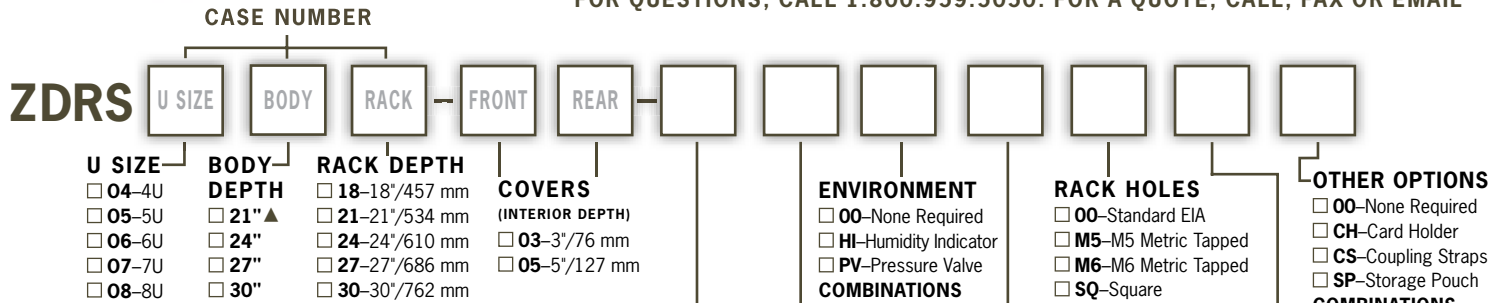 FOR QUESTIONS, CALL 1.800.959.5050. FOR A QUOTE, CALL, FAX OR EMAIL
CASE NUMBER
ZDRS U SIZE BODY RACK – FRONT REAR –
U SIZE
☐ 04–4U
☐ 05–5U
☐ 06–6U
☐ 07–7U
☐ 08–8U
BODY
DEPTH
☐ 21"▲
☐ 24"
☐ 27"
☐ 30"
RACK DEPTH
☐ 18–18"/457 mm
☐ 21–21"/534 mm
☐ 24–24"/610 mm
☐ 27–27"/686 mm
☐ 30–30"/762 mm
COVERS
(INTERIOR DEPTH)
☐ 03–3"/76 mm
☐ 05–5"/127 mm
ENVIRONMENT
☐ 00–None Required
☐ HI–Humidity Indicator
☐ PV–Pressure Valve
COMBINATIONS
RACK HOLES
☐ 00–Standard EIA
☐ M5–M5 Metric Tapped
☐ M6–M6 Metric Tapped
☐ SQ–Square
OTHER OPTIONS
☐ 00–None Required
☐ CH–Card Holder
☐ CS–Coupling Straps
☐ SP–Storage Pouch
COMBINATIONS